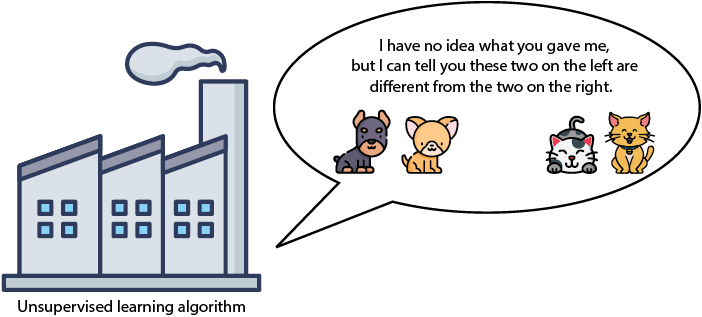 I have no idea what you gave me,
but I can tell you these two on the left are
different from the two on the right.
Unsupervised learning algorithm